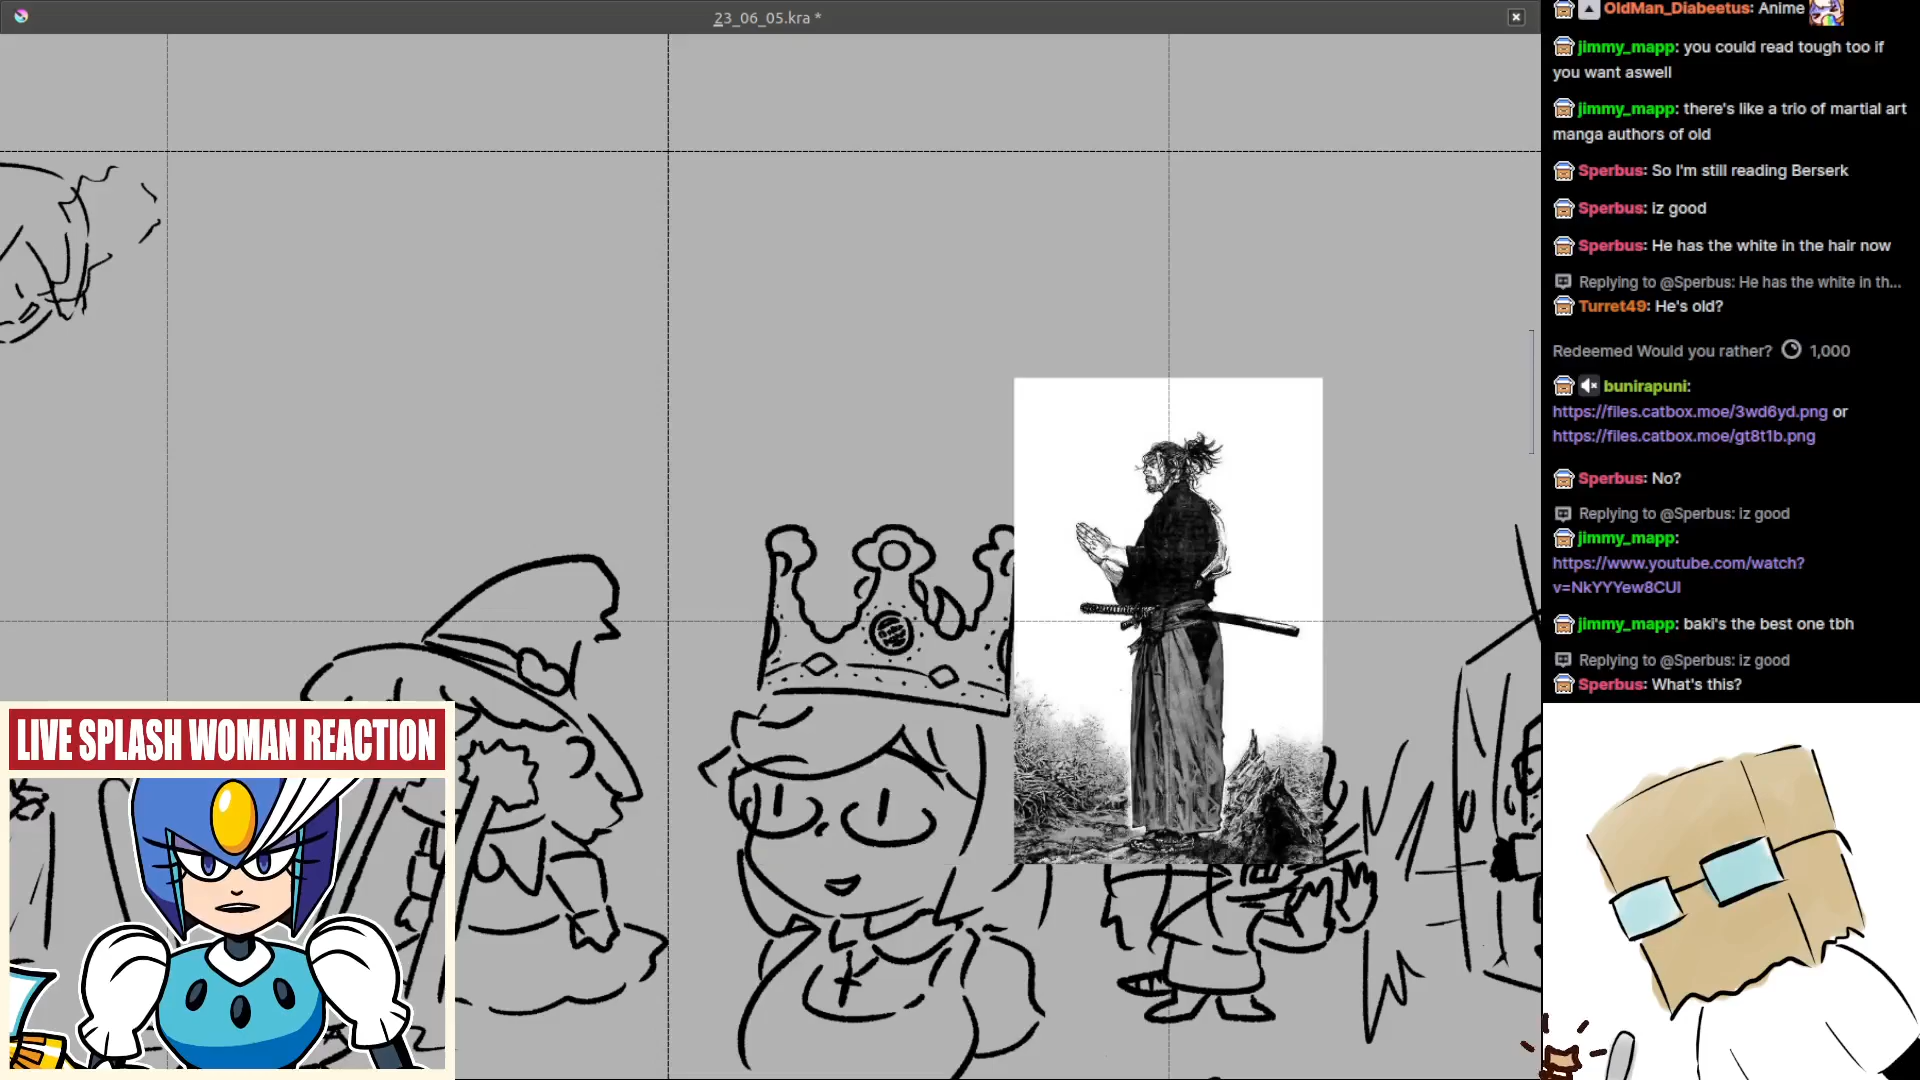 23_06_05.kra *
OldMan_Diabeetus: Anime
jimmy_mapp: you could read tough too if
you want aswell
jimmy_mapp: there's like a trio of martial art
manga authors of old
Sperbus: So I'm still reading Berserk
Sperbus: iz good
Sperbus: He has the white in the hair now
Replying to @Sperbus: He has the white in th...
Turret49: He's old?
Redeemed Would you rather? 1,000
bunirapuni:
https://files.catbox.moe/3wd6yd.png or
https://files.catbox.moe/gt8t1b.png
Sperbus: No?
Replying to @Sperbus: iz good
jimmy_mapp:
https://www.youtube.com/watch?
v=NkYYYew8CUI
jimmy_mapp: baki's the best one tbh
Replying to @Sperbus: iz good
Sperbus: What's this?
LIVE SPLASH WOMAN REACTION